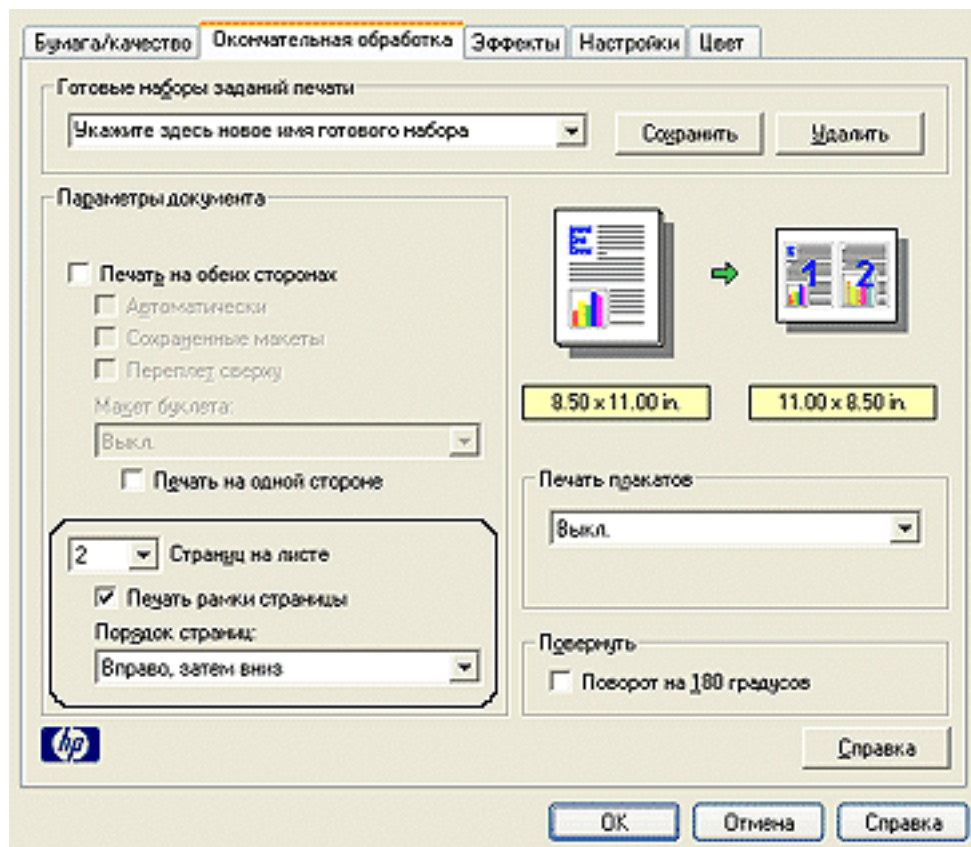 Бумага/качество Окончательная обработка Эффекты Настройки Цвет
Готовые наборы заданий печати
Укажите здесь новое имя готового набора Сохранить Удалить
Параметры документа
Печать на обеих сторонах
Автоматически
Сохраненные макеты
Переплет сверху
Макет буклета:
Выкл.
Печать на одной стороне
2 Страниц на листе
Печать рамки страницы
Порядок страниц:
Вправо, затем вниз
E
1 2
8.50 x 11.00 in.
11.00 x 8.50 in.
Печать плакатов
Выкл.
Повернуть
Поворот на 180 градусов
hp
Справка
OK Отмена Справка